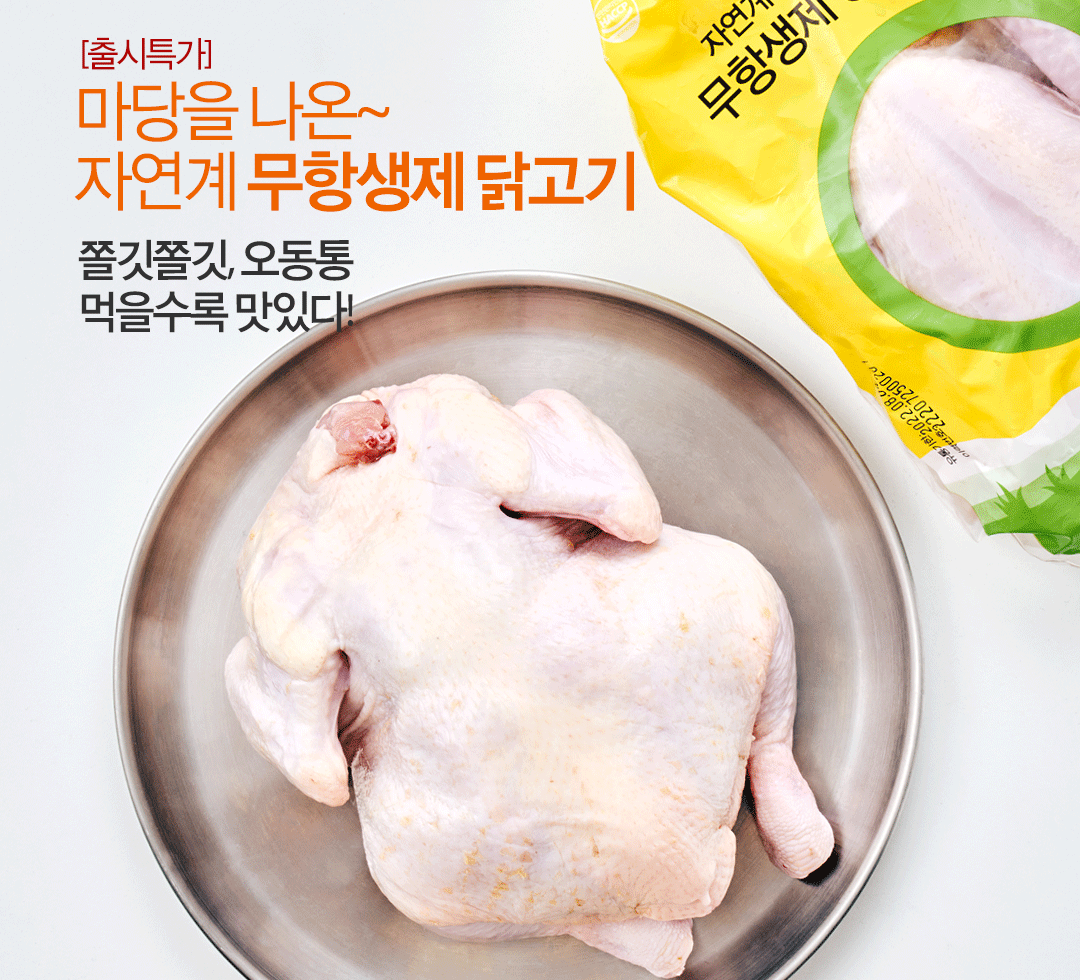 [출시특가]
마당을 나온~
자연계 무항생제 닭고기
쫄깃쫄깃, 오동통
먹을수록 맛있다!
HACCP
자연계
무항생제